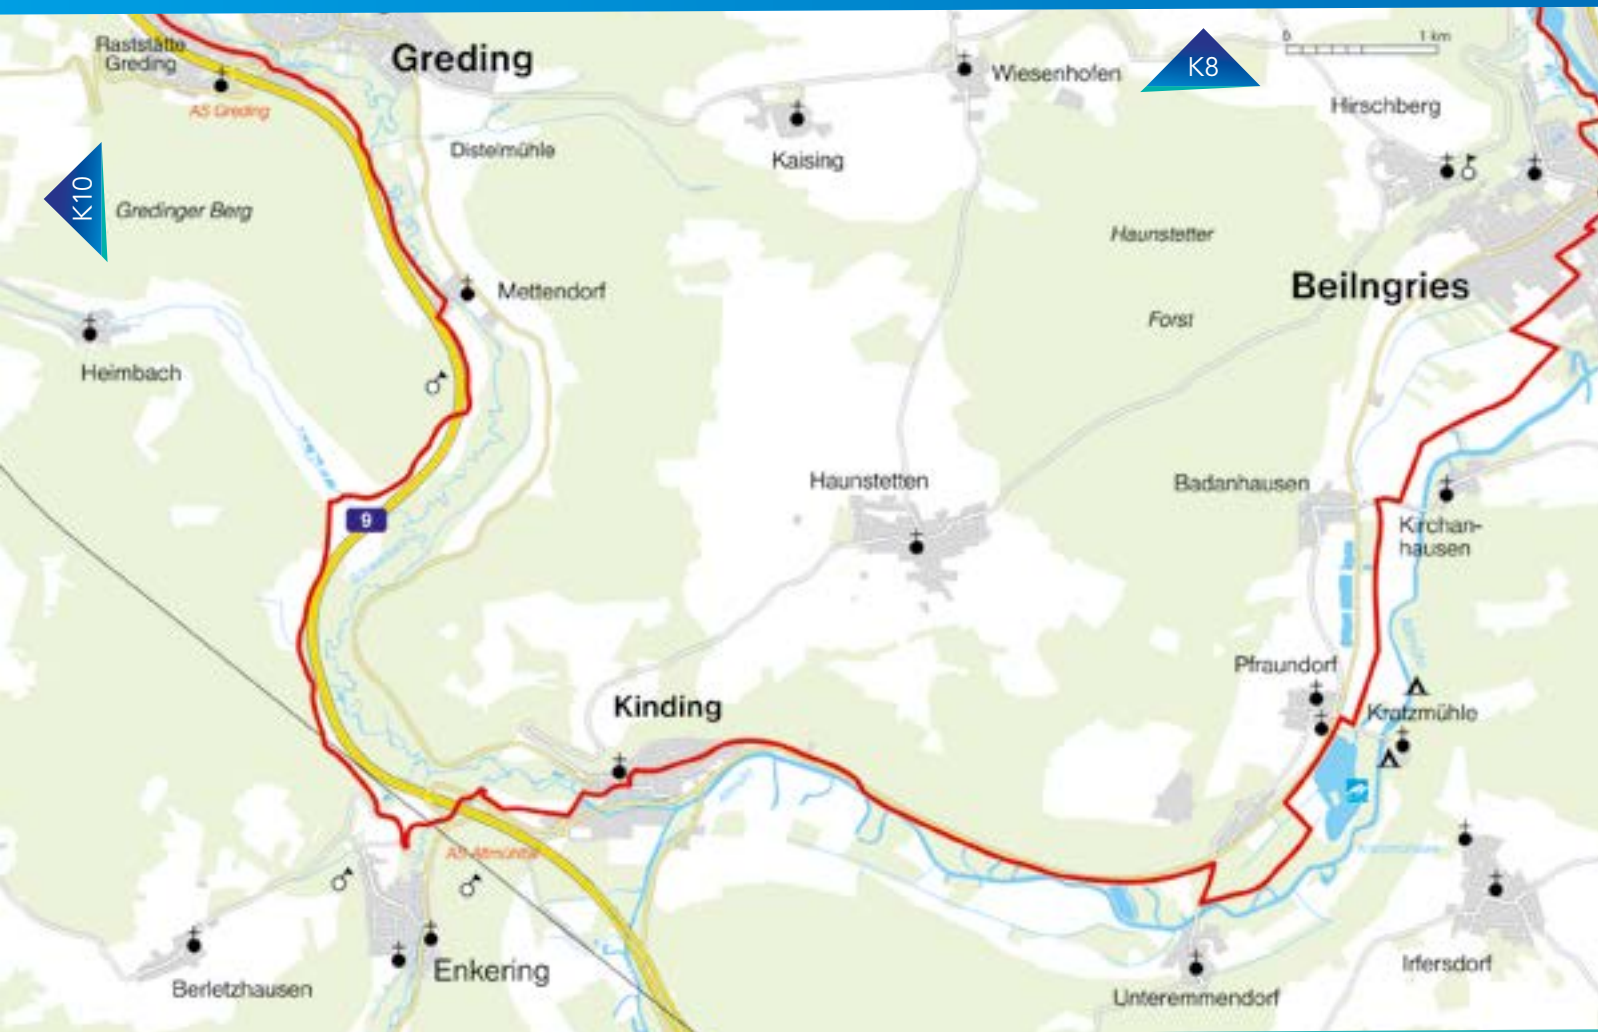 Raststätte
Greding
Greding
AS Greding
Wiesenhofen
K8
0
1 km
Hirschberg
Distelmühle
Kaising
K10
Gredinger Berg
Haunstetter
Beilngries
Mettendorf
Forst
Heimbach
Haunstetten
Badanhausen
9
Kirchan-
hausen
Pfraundorf
Kinding
Kratzmühle
AS Altmühltal
Enkering
Berletzhausen
Irfersdorf
Unteremmendorf